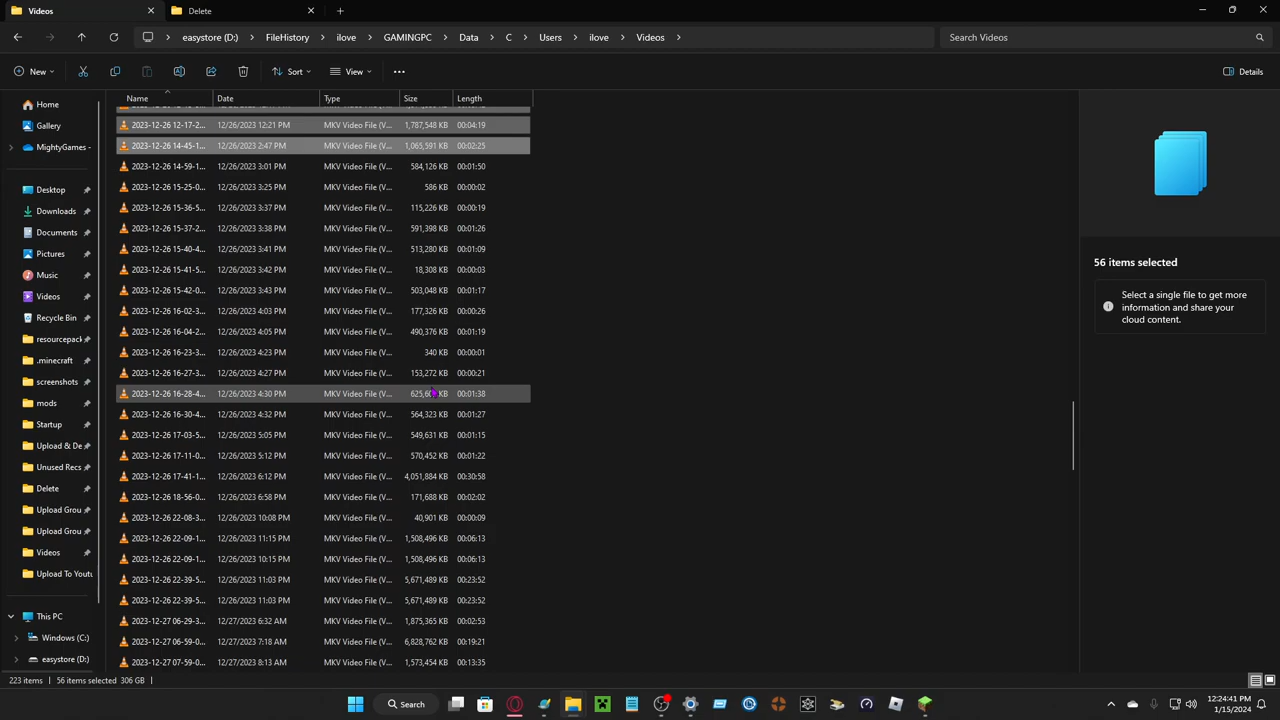 Videos
Delete
easystore (D:) > FileHistory > ilove > GAMINGPC > Data > C > Users > ilove > Videos >
Search Videos
New
Sort
View
Details
Name
Date
Type
Size
Length
Home
Gallery
MightyGames -
Desktop
Downloads
Documents
Pictures
Music
Videos
Recycle Bin
resourcepack
.minecraft
screenshots
mods
Startup
Upload & De
Unused Recs
Delete
Upload Grou
Upload Grou
Videos
Upload To Youtu
This PC
Windows (C:)
easystore (D:)
2023-12-26 12-17-2... 12/26/2023 12:21 PM MKV Video File (V... 1,787,548 KB 00:04:19
2023-12-26 14-45-1... 12/26/2023 2:47 PM MKV Video File (V... 1,065,591 KB 00:02:25
2023-12-26 14-59-1... 12/26/2023 3:01 PM MKV Video File (V... 584,126 KB 00:01:50
2023-12-26 15-25-0... 12/26/2023 3:25 PM MKV Video File (V... 586 KB 00:00:02
2023-12-26 15-36-5... 12/26/2023 3:37 PM MKV Video File (V... 115,226 KB 00:00:19
2023-12-26 15-37-2... 12/26/2023 3:38 PM MKV Video File (V... 591,398 KB 00:01:26
2023-12-26 15-40-4... 12/26/2023 3:41 PM MKV Video File (V... 513,280 KB 00:01:09
2023-12-26 15-41-5... 12/26/2023 3:42 PM MKV Video File (V... 18,308 KB 00:00:03
2023-12-26 15-42-0... 12/26/2023 3:43 PM MKV Video File (V... 503,048 KB 00:01:17
2023-12-26 16-02-3... 12/26/2023 4:03 PM MKV Video File (V... 177,326 KB 00:00:26
2023-12-26 16-04-2... 12/26/2023 4:05 PM MKV Video File (V... 490,376 KB 00:01:19
2023-12-26 16-23-3... 12/26/2023 4:23 PM MKV Video File (V... 340 KB 00:00:01
2023-12-26 16-27-3... 12/26/2023 4:27 PM MKV Video File (V... 153,272 KB 00:00:21
2023-12-26 16-28-4... 12/26/2023 4:30 PM MKV Video File (V... KB 00:01:38
2023-12-26 16-30-4... 12/26/2023 4:32 PM MKV Video File (V... 564,323 KB 00:01:27
2023-12-26 17-03-5... 12/26/2023 5:05 PM MKV Video File (V... 549,631 KB 00:01:15
2023-12-26 17-11-0... 12/26/2023 5:12 PM MKV Video File (V... 570,452 KB 00:01:22
2023-12-26 17-41-1... 12/26/2023 6:12 PM MKV Video File (V... 4,051,884 KB 00:30:58
2023-12-26 18-56-0... 12/26/2023 6:58 PM MKV Video File (V... 171,688 KB 00:02:02
2023-12-26 22-08-3... 12/26/2023 10:08 PM MKV Video File (V... 40,901 KB 00:00:09
2023-12-26 22-09-1... 12/26/2023 11:15 PM MKV Video File (V... 1,508,496 KB 00:06:13
2023-12-26 22-09-1... 12/26/2023 10:15 PM MKV Video File (V... 1,508,496 KB 00:06:13
2023-12-26 22-39-5... 12/26/2023 11:03 PM MKV Video File (V... 5,671,489 KB 00:23:52
2023-12-26 22-39-5... 12/26/2023 11:03 PM MKV Video File (V... 5,671,489 KB 00:23:52
2023-12-27 06-29-3... 12/27/2023 6:32 AM MKV Video File (V... 1,875,365 KB 00:02:53
2023-12-27 06-59-0... 12/27/2023 7:18 AM MKV Video File (V... 6,828,762 KB 00:19:21
2023-12-27 07-59-0... 12/27/2023 8:13 AM MKV Video File (V... 1,573,454 KB 00:13:35
56 items selected
Select a single file to get more
information and share your
cloud content.
223 items
56 items selected 306 GB
Search
12:24:41 PM
1/15/2024